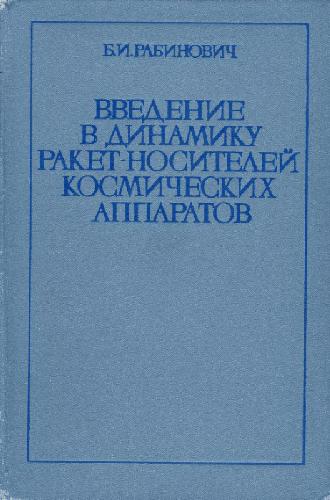 Б.И.РАБИНОВИЧ
ВВЕДЕНИЕ
В ДИНАМИКУ
РАКЕТ-НОСИТЕЛЕЙ
КОСМИЧЕСКИХ
АППАРАТОВ